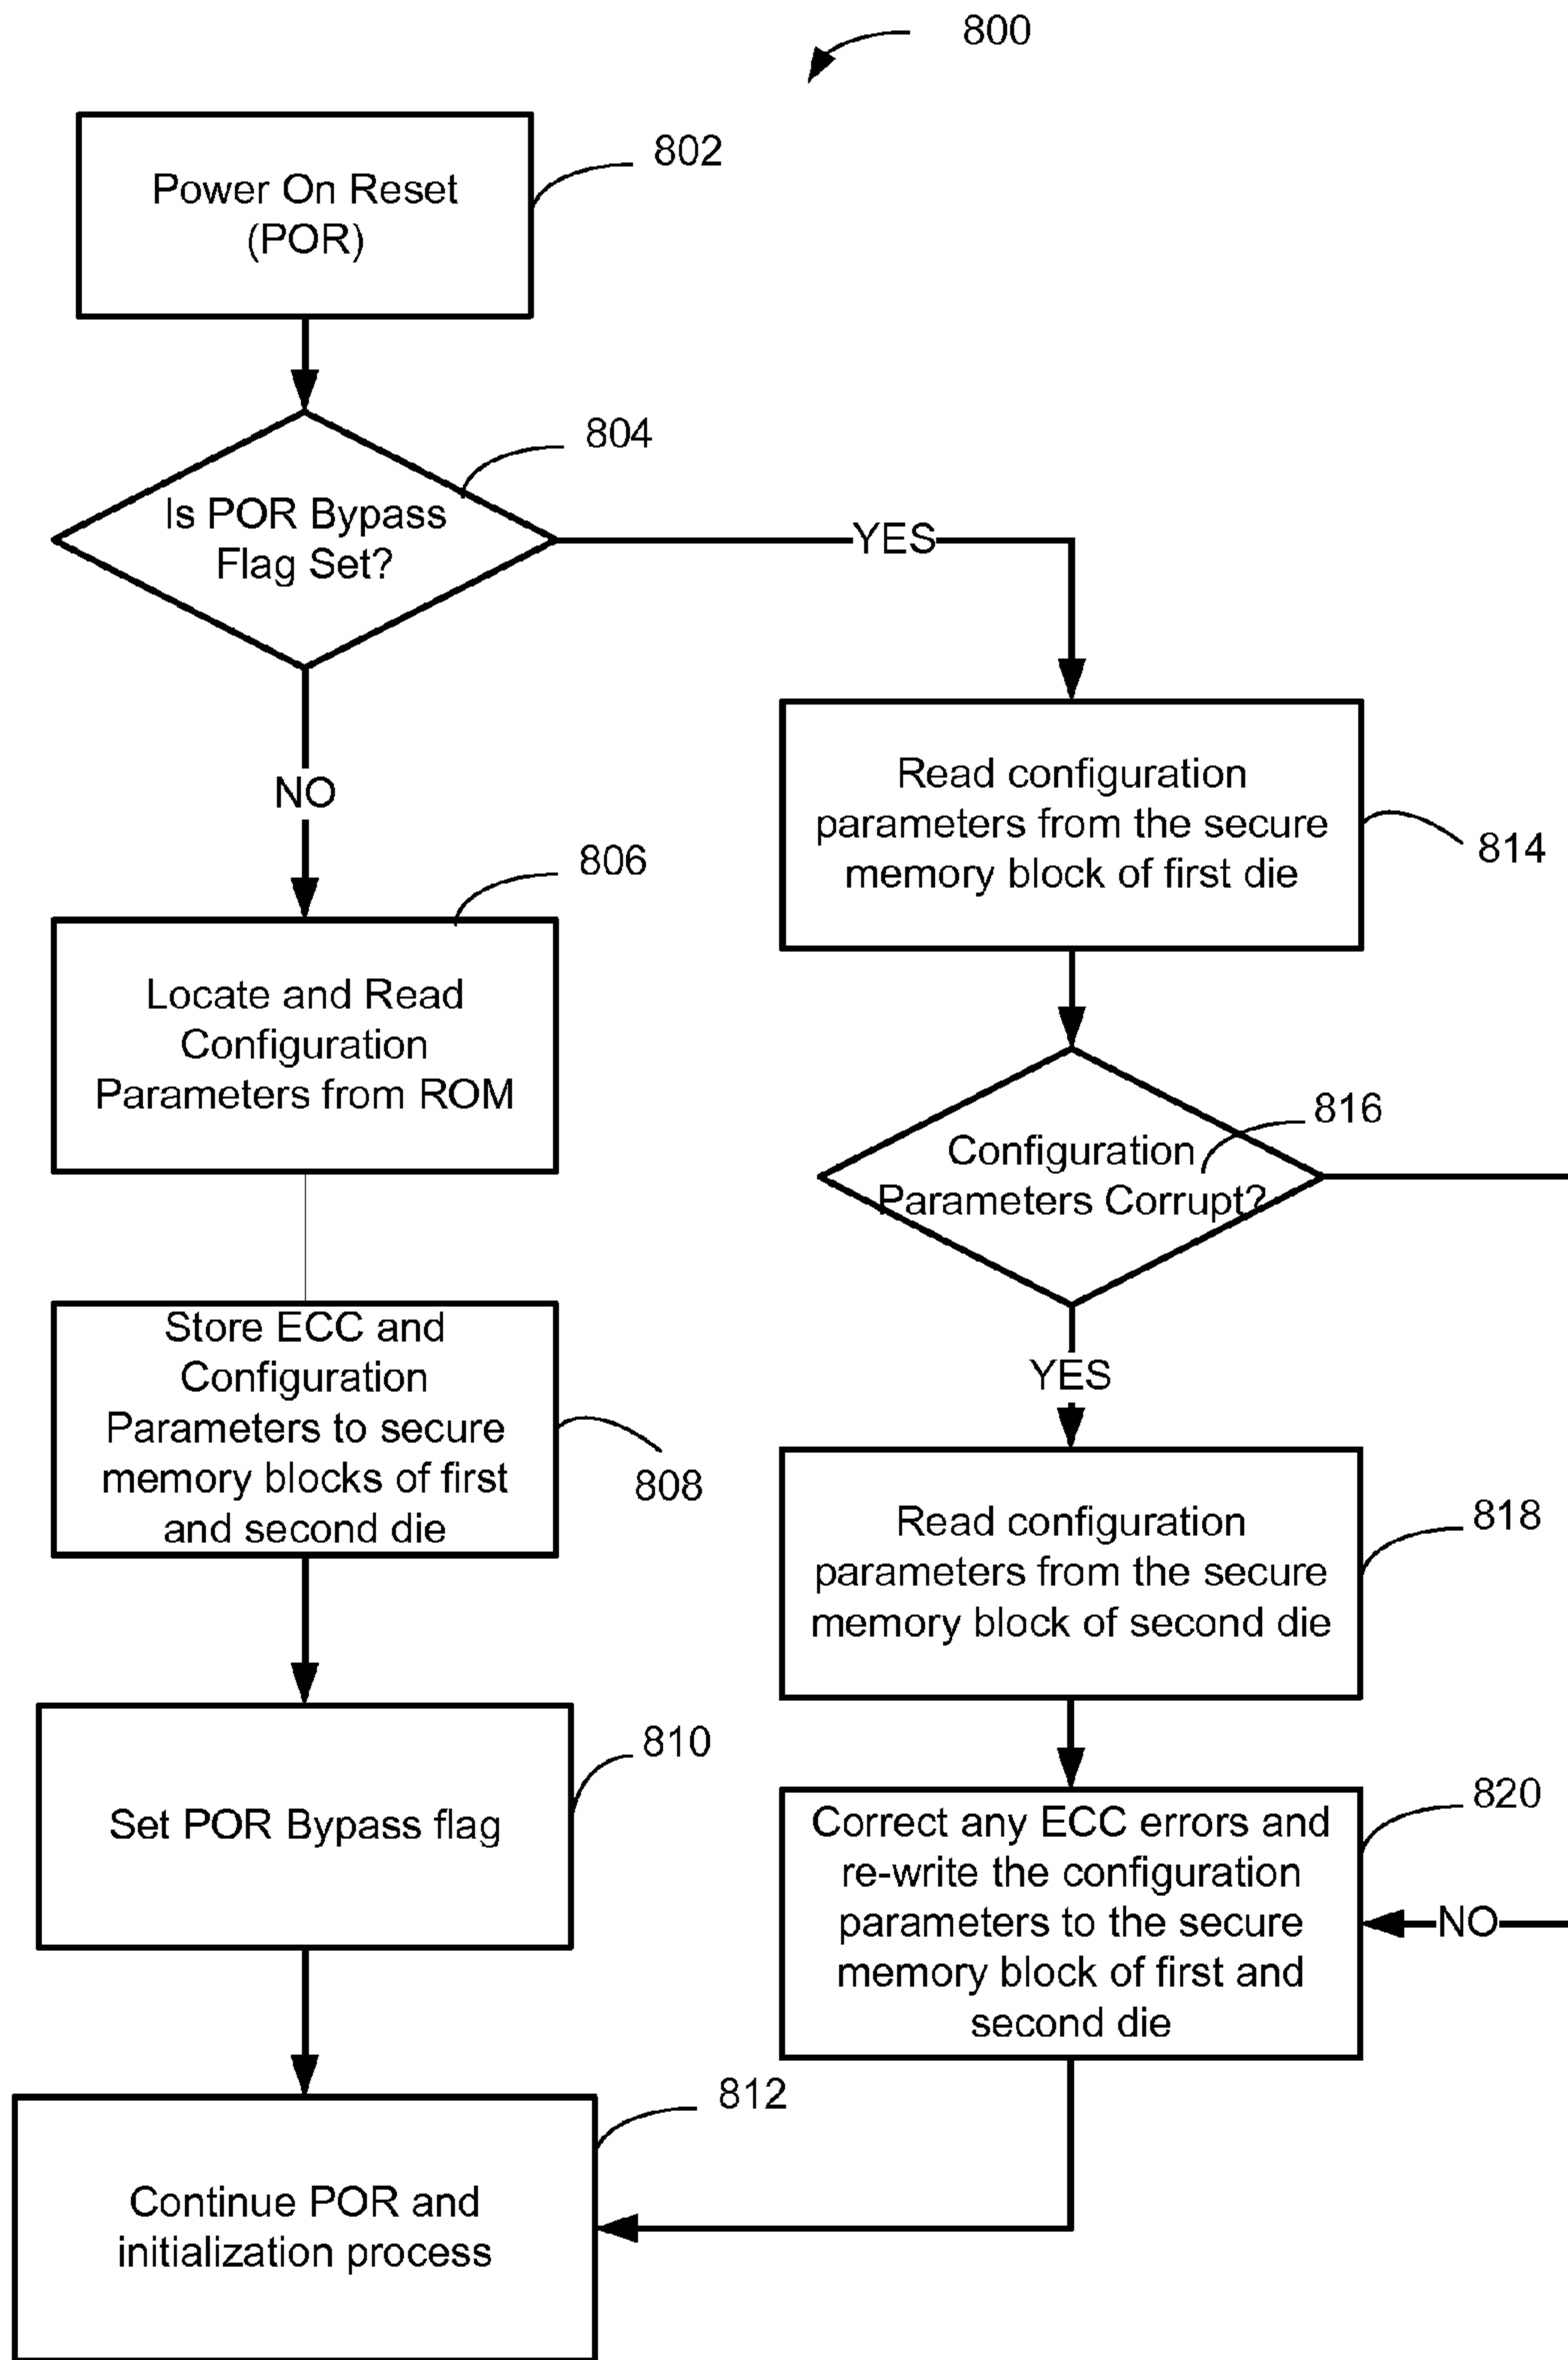 800
Power On Reset
(POR)
802
Is POR Bypass
Flag Set?
804
YES
NO
Locate and Read
Configuration
Parameters from ROM
806
Store ECC and
Configuration
Parameters to secure
memory blocks of first
and second die
808
Set POR Bypass flag
810
Continue POR and
initialization process
812
Read configuration
parameters from the secure
memory block of first die
814
Configuration
Parameters Corrupt?
816
YES
Read configuration
parameters from the secure
memory block of second die
818
Correct any ECC errors and
re-write the configuration
parameters to the secure
memory block of first and
second die
820
NO